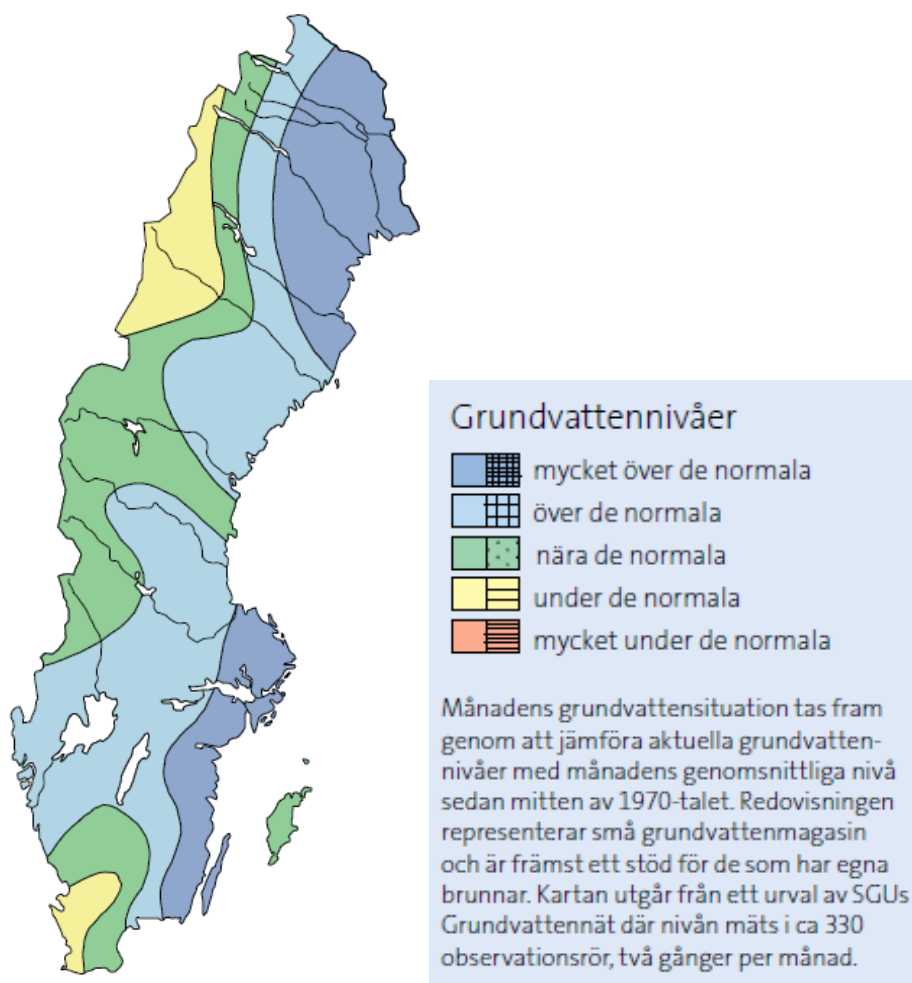 Grundvattennivåer
mycket över de normala
över de normala
nära de normala
under de normala
mycket under de normala
Månadens grundvattensituation tas fram
genom att jämföra aktuella grundvatten-
nivåer med månadens genomsnittliga nivå
sedan mitten av 1970-talet. Redovisningen
representerar små grundvattenmagasin
och är främst ett stöd för de som har egna
brunnar. Kartan utgår från ett urval av SGUs
Grundvattennät där nivån mäts i ca 330
observationsrör, två gånger per månad.